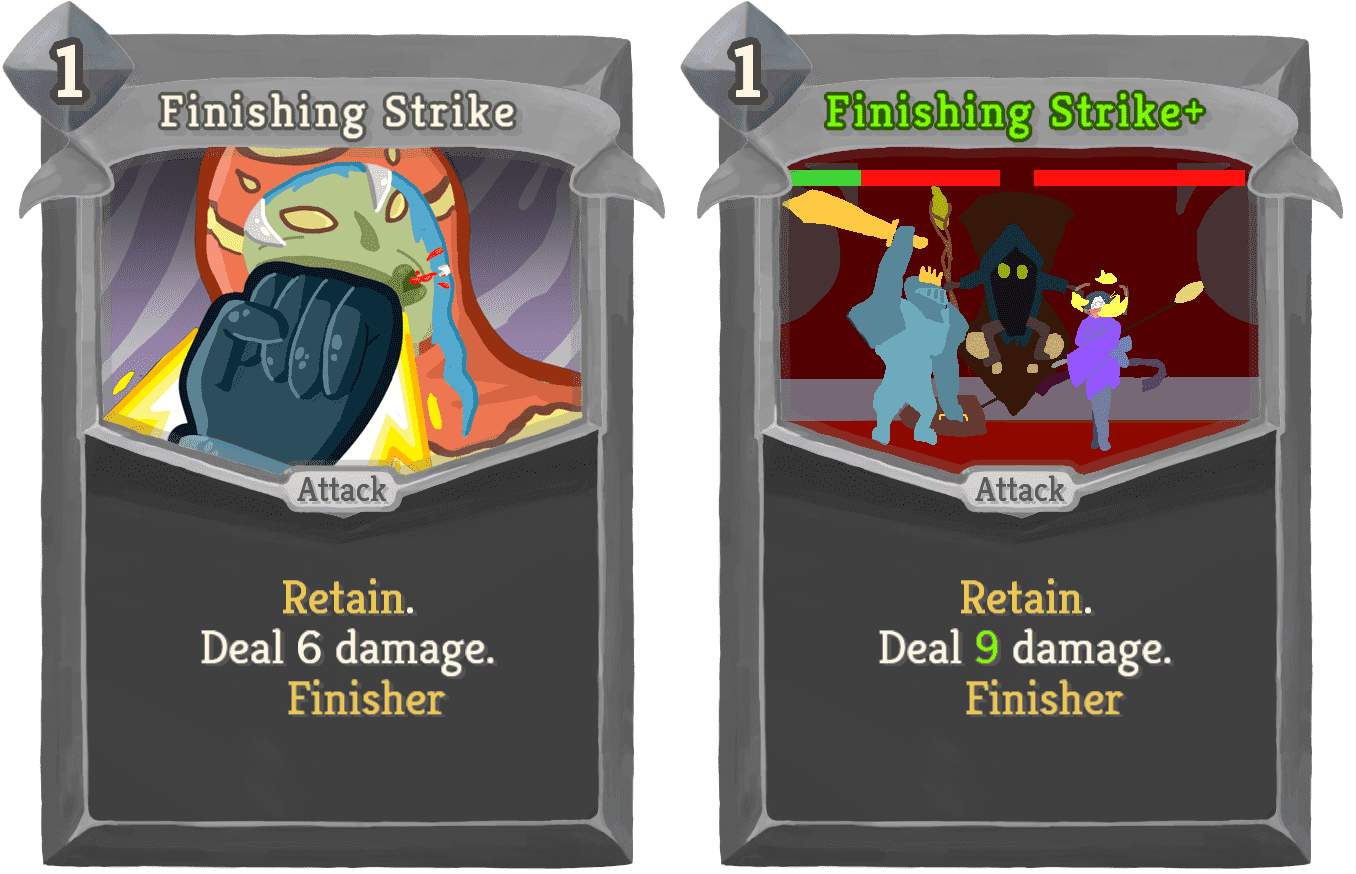 1
Finishing Strike
Attack
Retain.
Deal 6 damage.
Finisher
1
Finishing Strike+
Attack
Retain.
Deal 9 damage.
Finisher